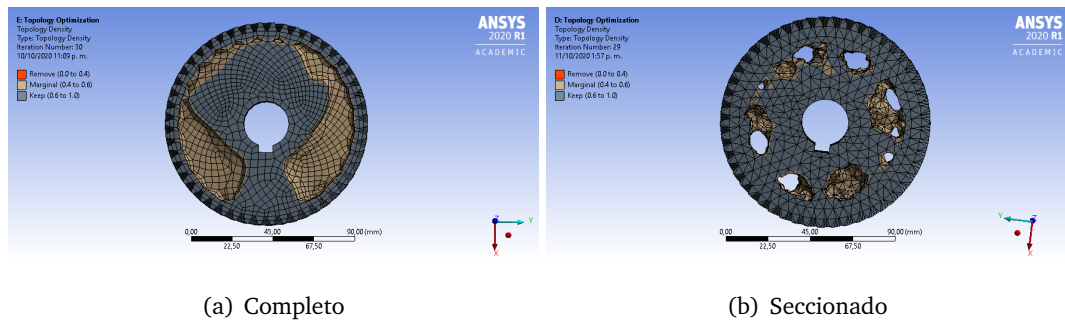 E: Topology Optimization
Topology Density
Type: Topology Density
Iteration Number: 30
10/10/2020 11:09 p. m.
Remove (0.0 to 0.4)
Marginal (0.4 to 0.6)
Keep (0.6 to 1.0)
ANSYS
2020 R1
ACADEMIC
0,00 45,00 90,00 (mm)
22,50 67,50
Z Y
X
(a) Completo
D: Topology Optimization
Topology Density
Type: Topology Density
Iteration Number: 29
11/10/2020 1:57 p. m.
Remove (0.0 to 0.4)
Marginal (0.4 to 0.6)
Keep (0.6 to 1.0)
ANSYS
2020 R1
ACADEMIC
0,00 45,00 90,00 (mm)
22,50 67,50
Y Z
X
(b) Seccionado